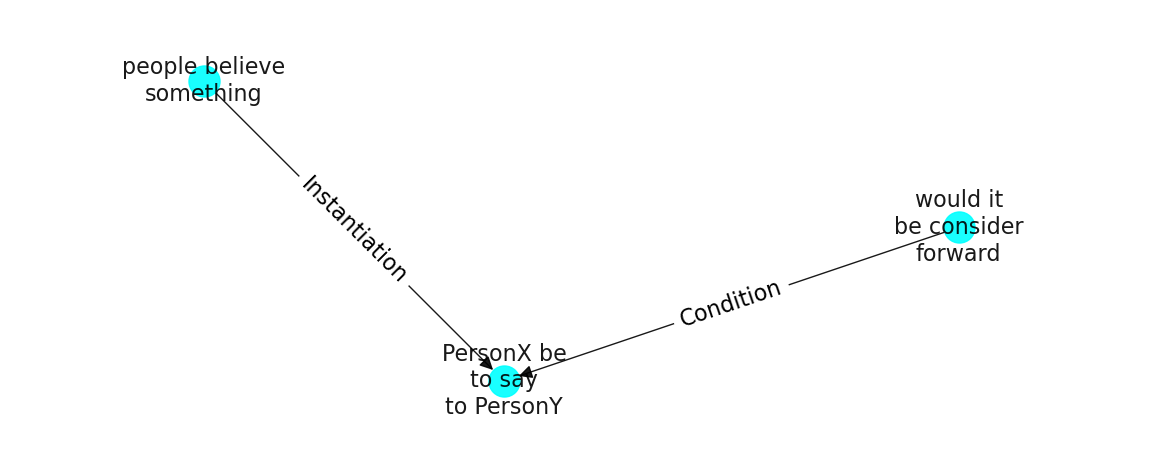 people believe
something
Instantiation
would it
be consider
forward
Condition
PersonX be
to say
to PersonY